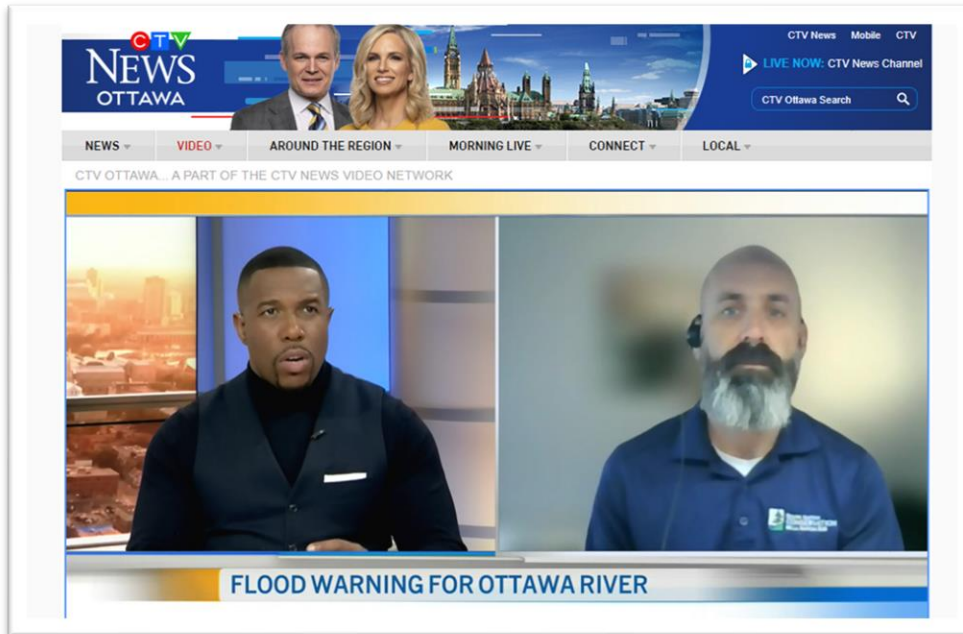 CTV
NEWS
OTTAWA
CTV News Mobile CTV
LIVE NOW: CTV News Channel
CTV Ottawa Search
NEWS VIDEO AROUND THE REGION MORNING LIVE CONNECT LOCAL
CTV OTTAWA... A PART OF THE CTV NEWS VIDEO NETWORK
CONSERVATION
FLOOD WARNING FOR OTTAWA RIVER